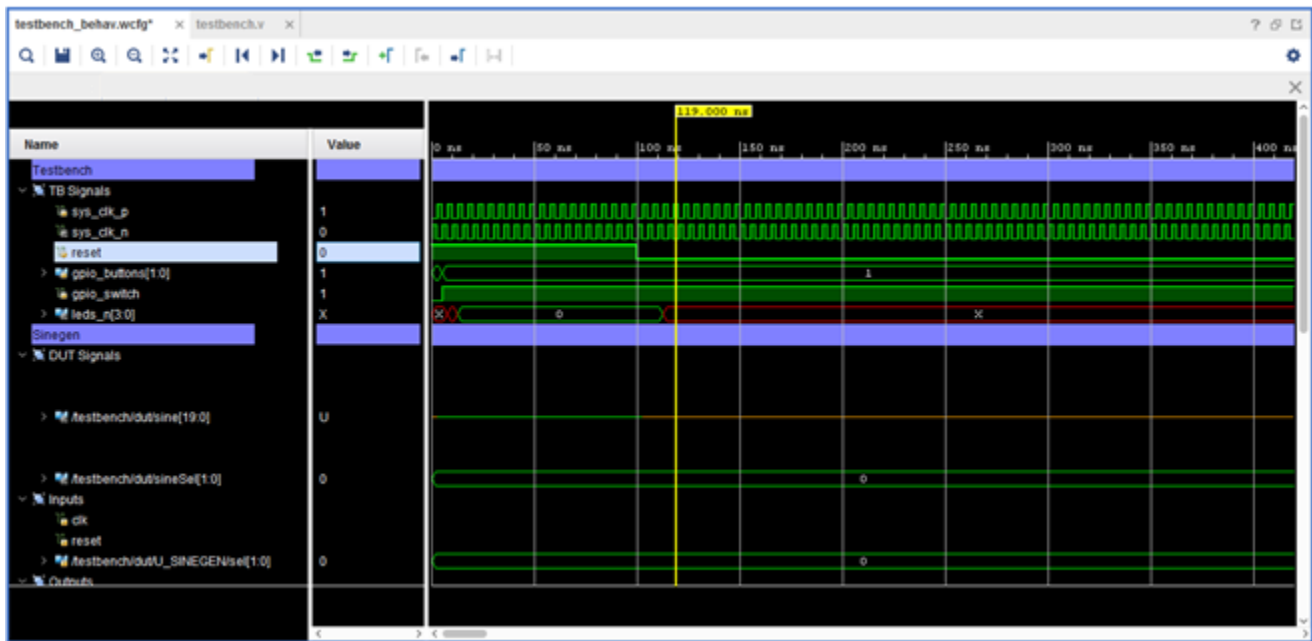 testbench_behav.wcfg* × testbench.v ×
?
119.000 ns
Name Value 0 ns 50 ns 100 ns 150 ns 200 ns 250 ns 300 ns 350 ns 400 ns
Testbench
TB Signals
sys_clk_p 1
sys_clk_n 0
reset 0
gpio_buttons[1:0] 1 1
gpio_switch 1
leds_n[3:0] X X 0 X
Sinegen
DUT Signals
/testbench/dut/sine[19:0] U
/testbench/dut/sineSel[1:0] 0 0
Inputs
clk
reset
/testbench/dut/U_SINEGEN/sel[1:0] 0 0
Outputs